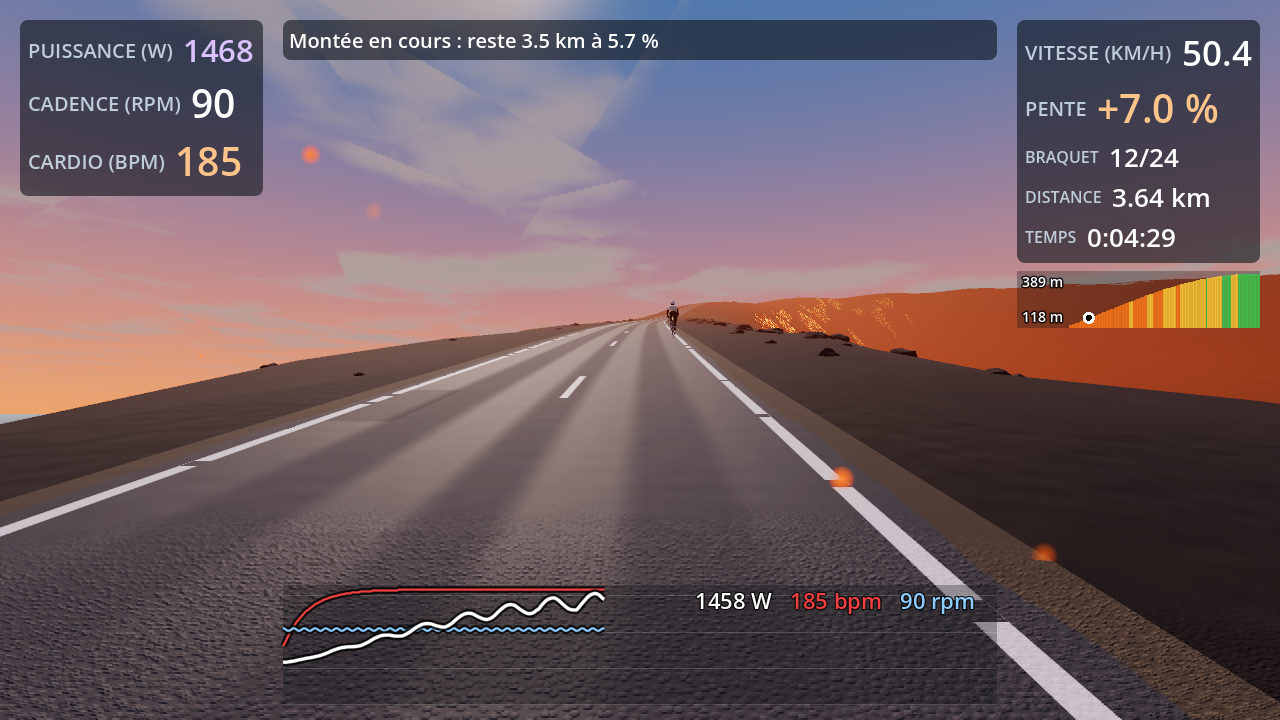 PUISSANCE (W) 1468
CADENCE (RPM) 90
CARDIO (BPM) 185
Montée en cours : reste 3.5 km à 5.7 %
VITESSE (KM/H) 50.4
PENTE +7.0 %
BRAQUET 12/24
DISTANCE 3.64 km
TEMPS 0:04:29
389 m
118 m
1458 W 185 bpm 90 rpm